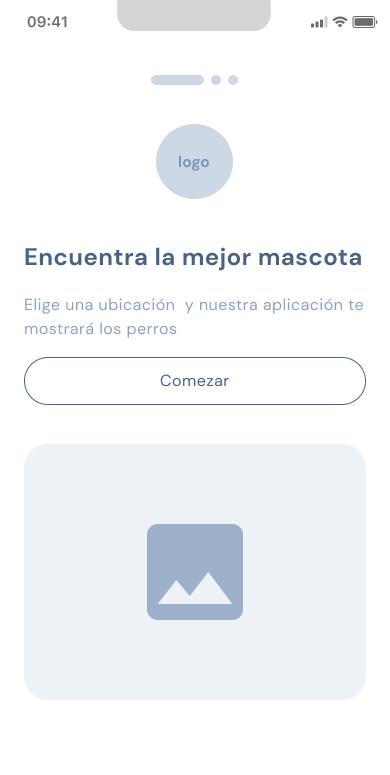 09:41
logo
Encuentra la mejor mascota
Elige una ubicación  y nuestra aplicación te
mostrará los perros
Comezar